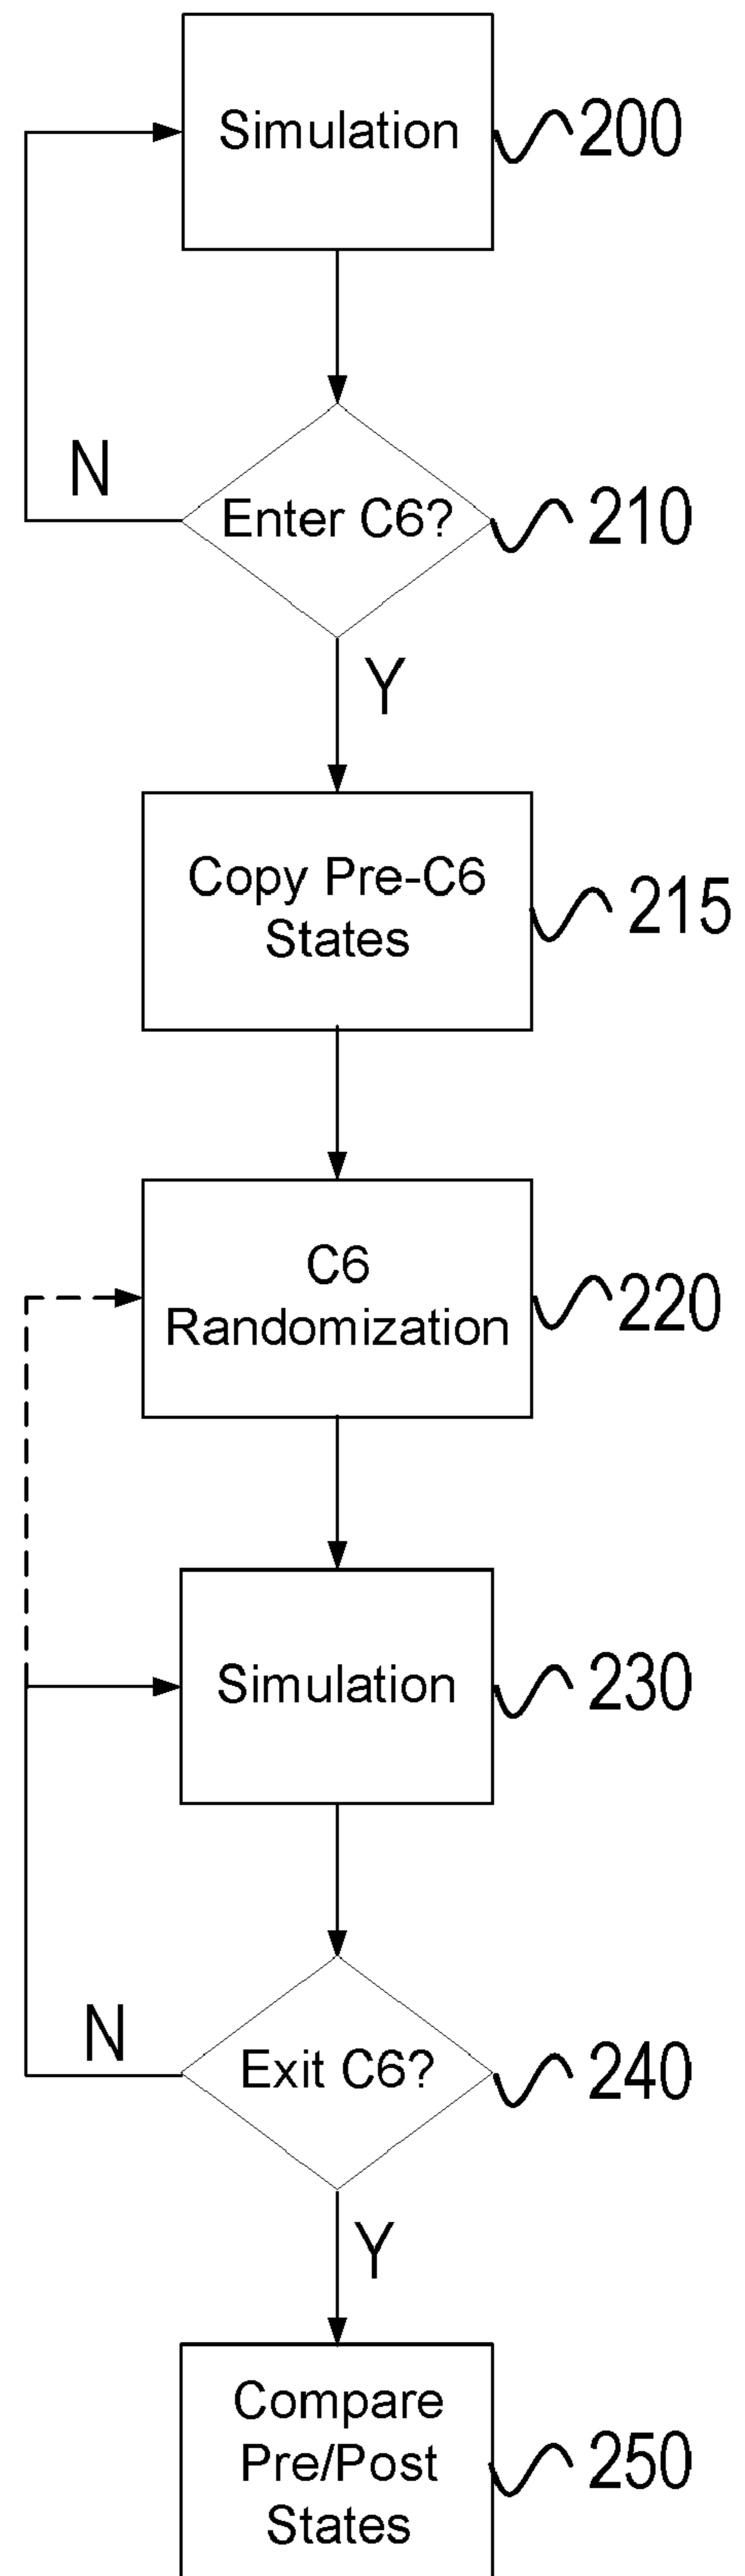 Simulation
200
N
Enter C6?
210
Y
Copy Pre-C6
States
215
C6
Randomization
220
Simulation
230
N
Exit C6?
240
Y
Compare
Pre/Post
States
250